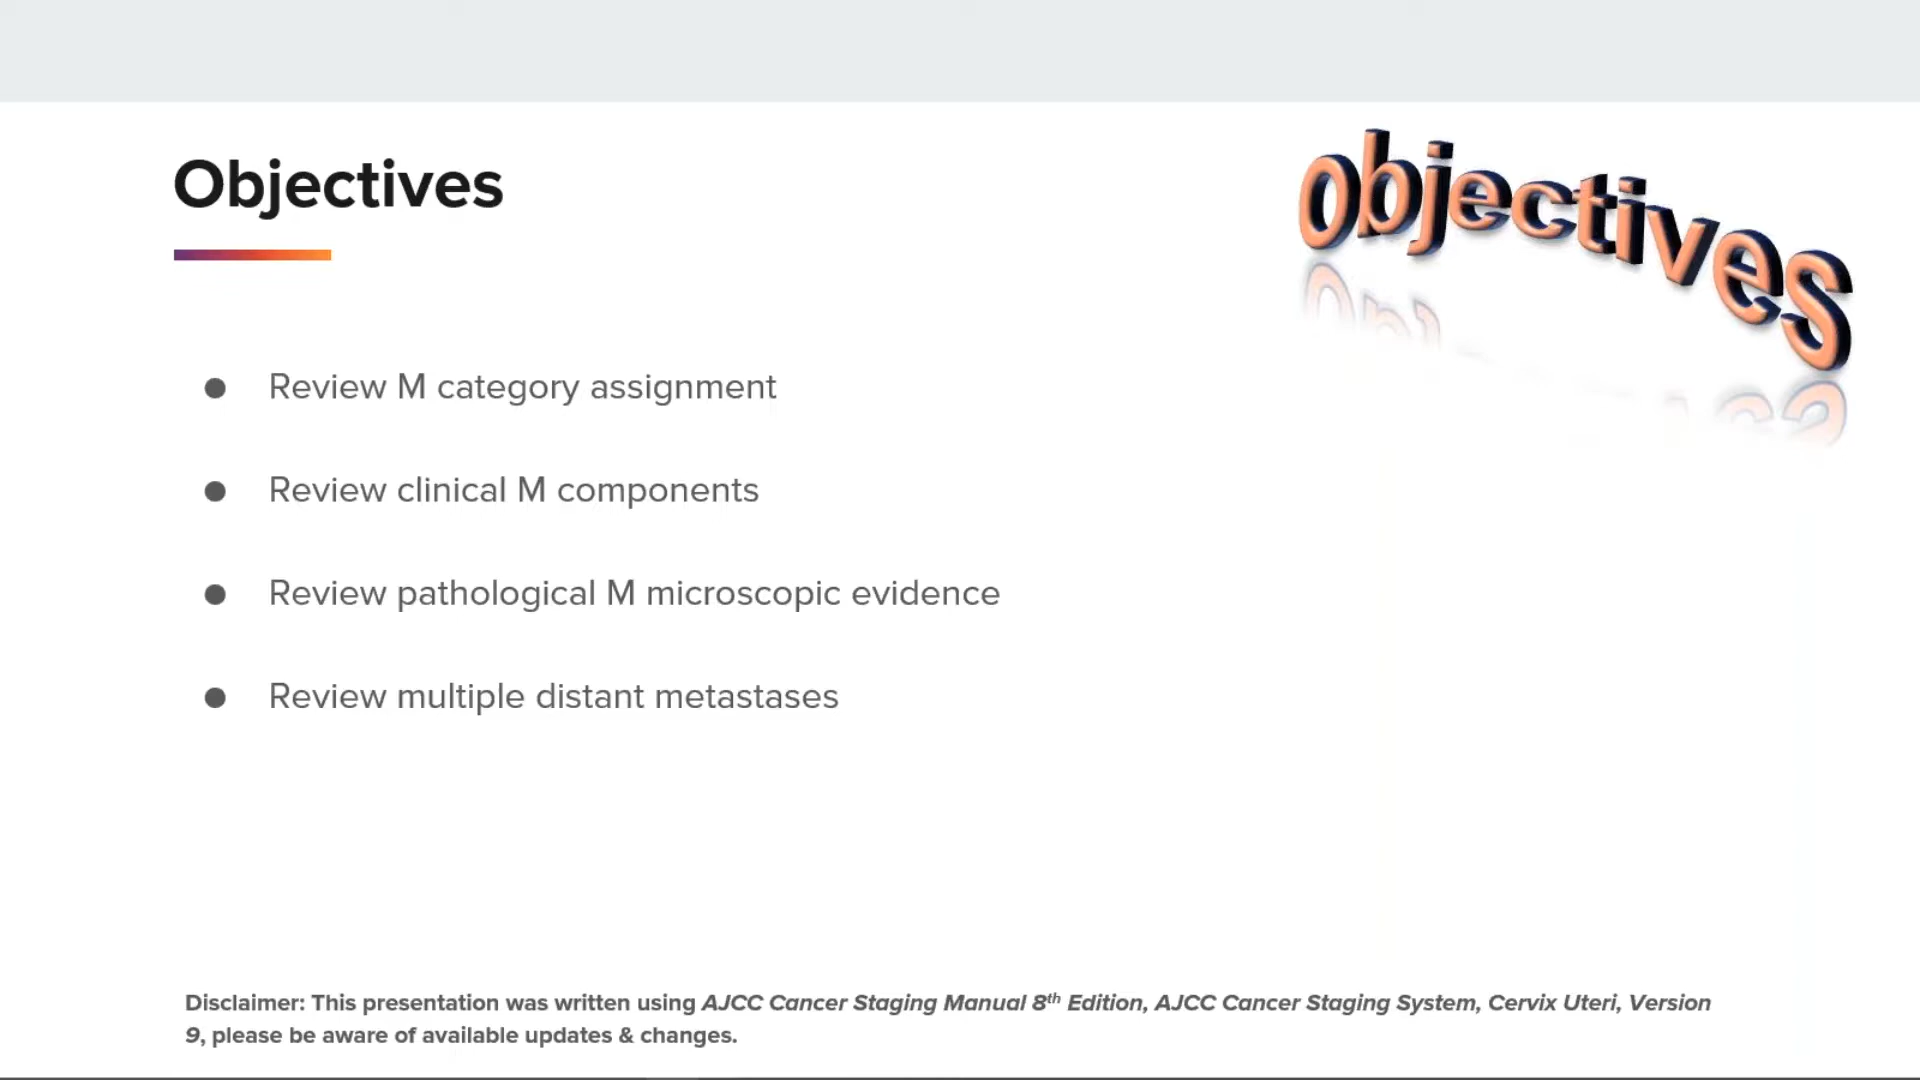 Objectives
objectives
● Review M category assignment
● Review clinical M components
● Review pathological M microscopic evidence
● Review multiple distant metastases
Disclaimer: This presentation was written using AJCC Cancer Staging Manual 8th Edition, AJCC Cancer Staging System, Cervix Uteri, Version
9, please be aware of available updates & changes.